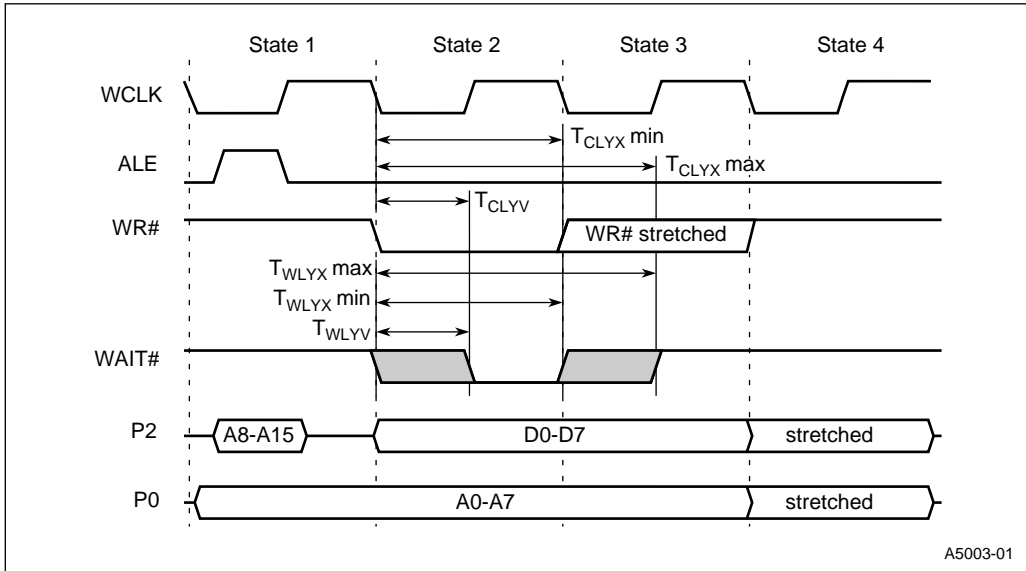 State 1 State 2 State 3 State 4
WCLK
T_CLYX min
ALE
T_CLYX max
T_CLYV
WR#
WR# stretched
T_WLYX max
T_WLYX min
T_WLYV
WAIT#
P2 A8-A15 D0-D7 stretched
P0 A0-A7 stretched
A5003-01